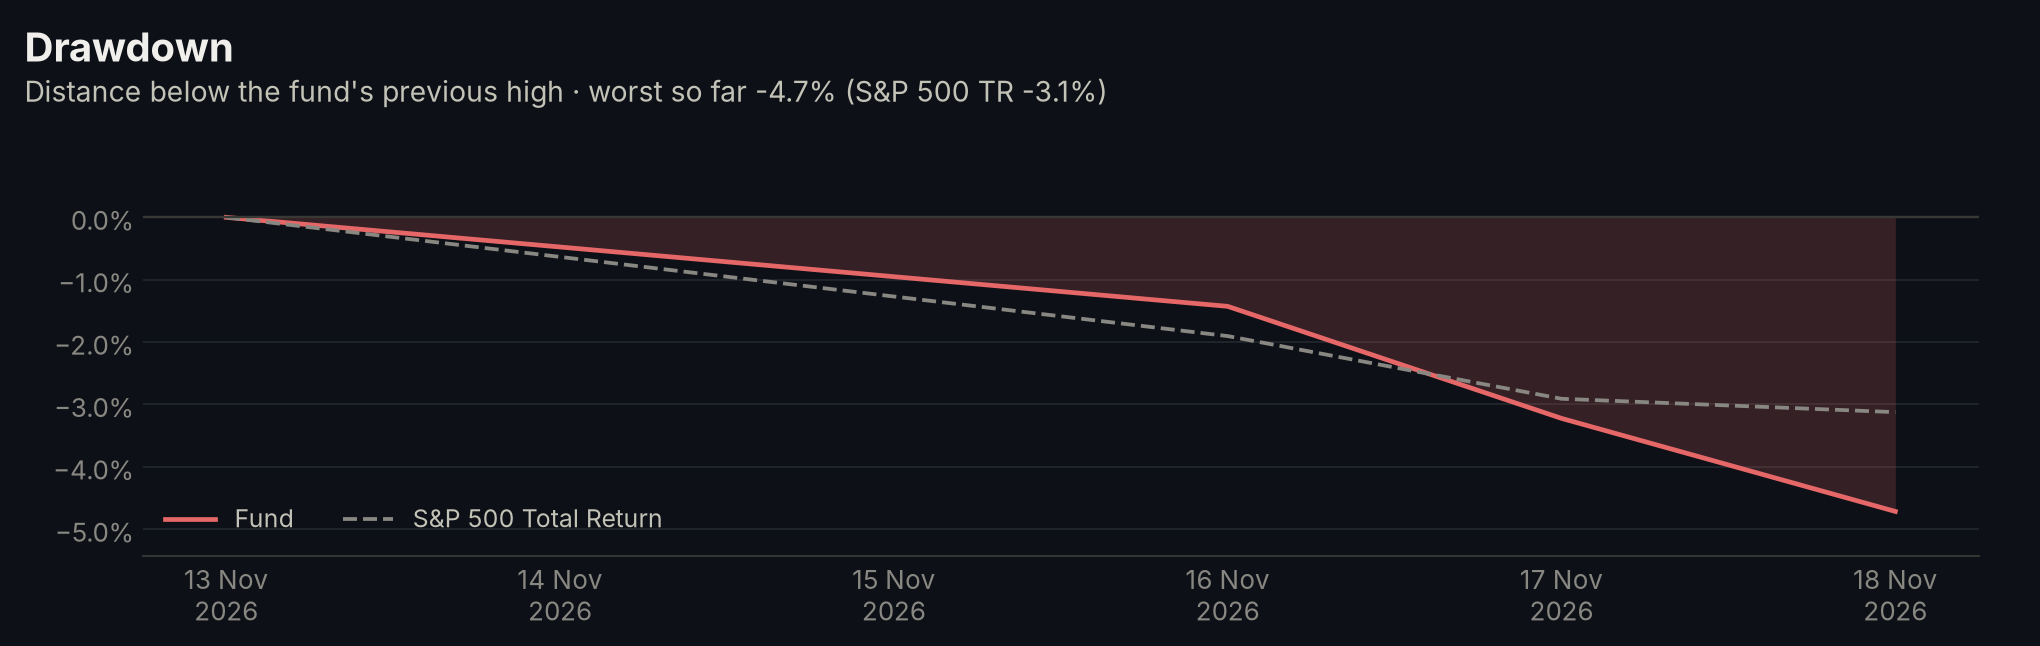 Drawdown
Distance below the fund's previous high · worst so far -4.7% (S&P 500 TR -3.1%)
0.0%
−1.0%
−2.0%
−3.0%
−4.0%
−5.0%
Fund
S&P 500 Total Return
13 Nov
2026
14 Nov
2026
15 Nov
2026
16 Nov
2026
17 Nov
2026
18 Nov
2026